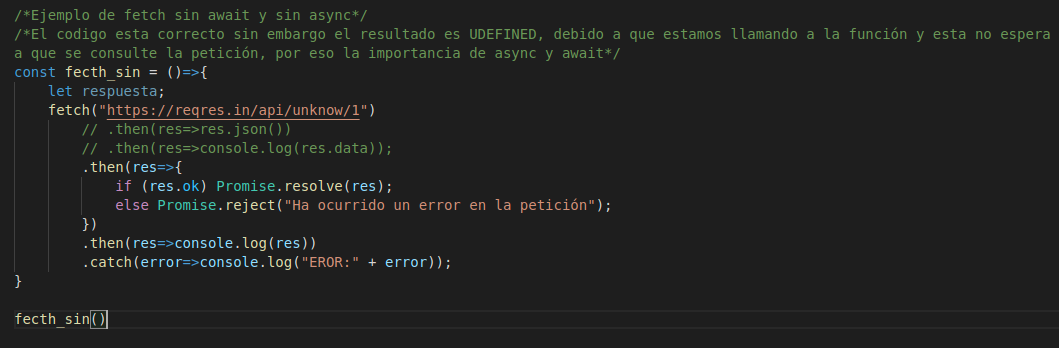 /*Ejemplo de fetch sin await y sin async*/
/*El codigo esta correcto sin embargo el resultado es UDEFINED, debido a que estamos llamando a la función y esta no espera
a que se consulte la petición, por eso la importancia de async y await*/
const fecth_sin = ()=>{
    let respuesta;
    fetch("https://reqres.in/api/unknow/1")
        // .then(res=>res.json())
        // .then(res=>console.log(res.data));
        .then(res=>{
            if (res.ok) Promise.resolve(res);
            else Promise.reject("Ha ocurrido un error en la petición");
        })
        .then(res=>console.log(res))
        .catch(error=>console.log("EROR:" + error));
}
fecth_sin()